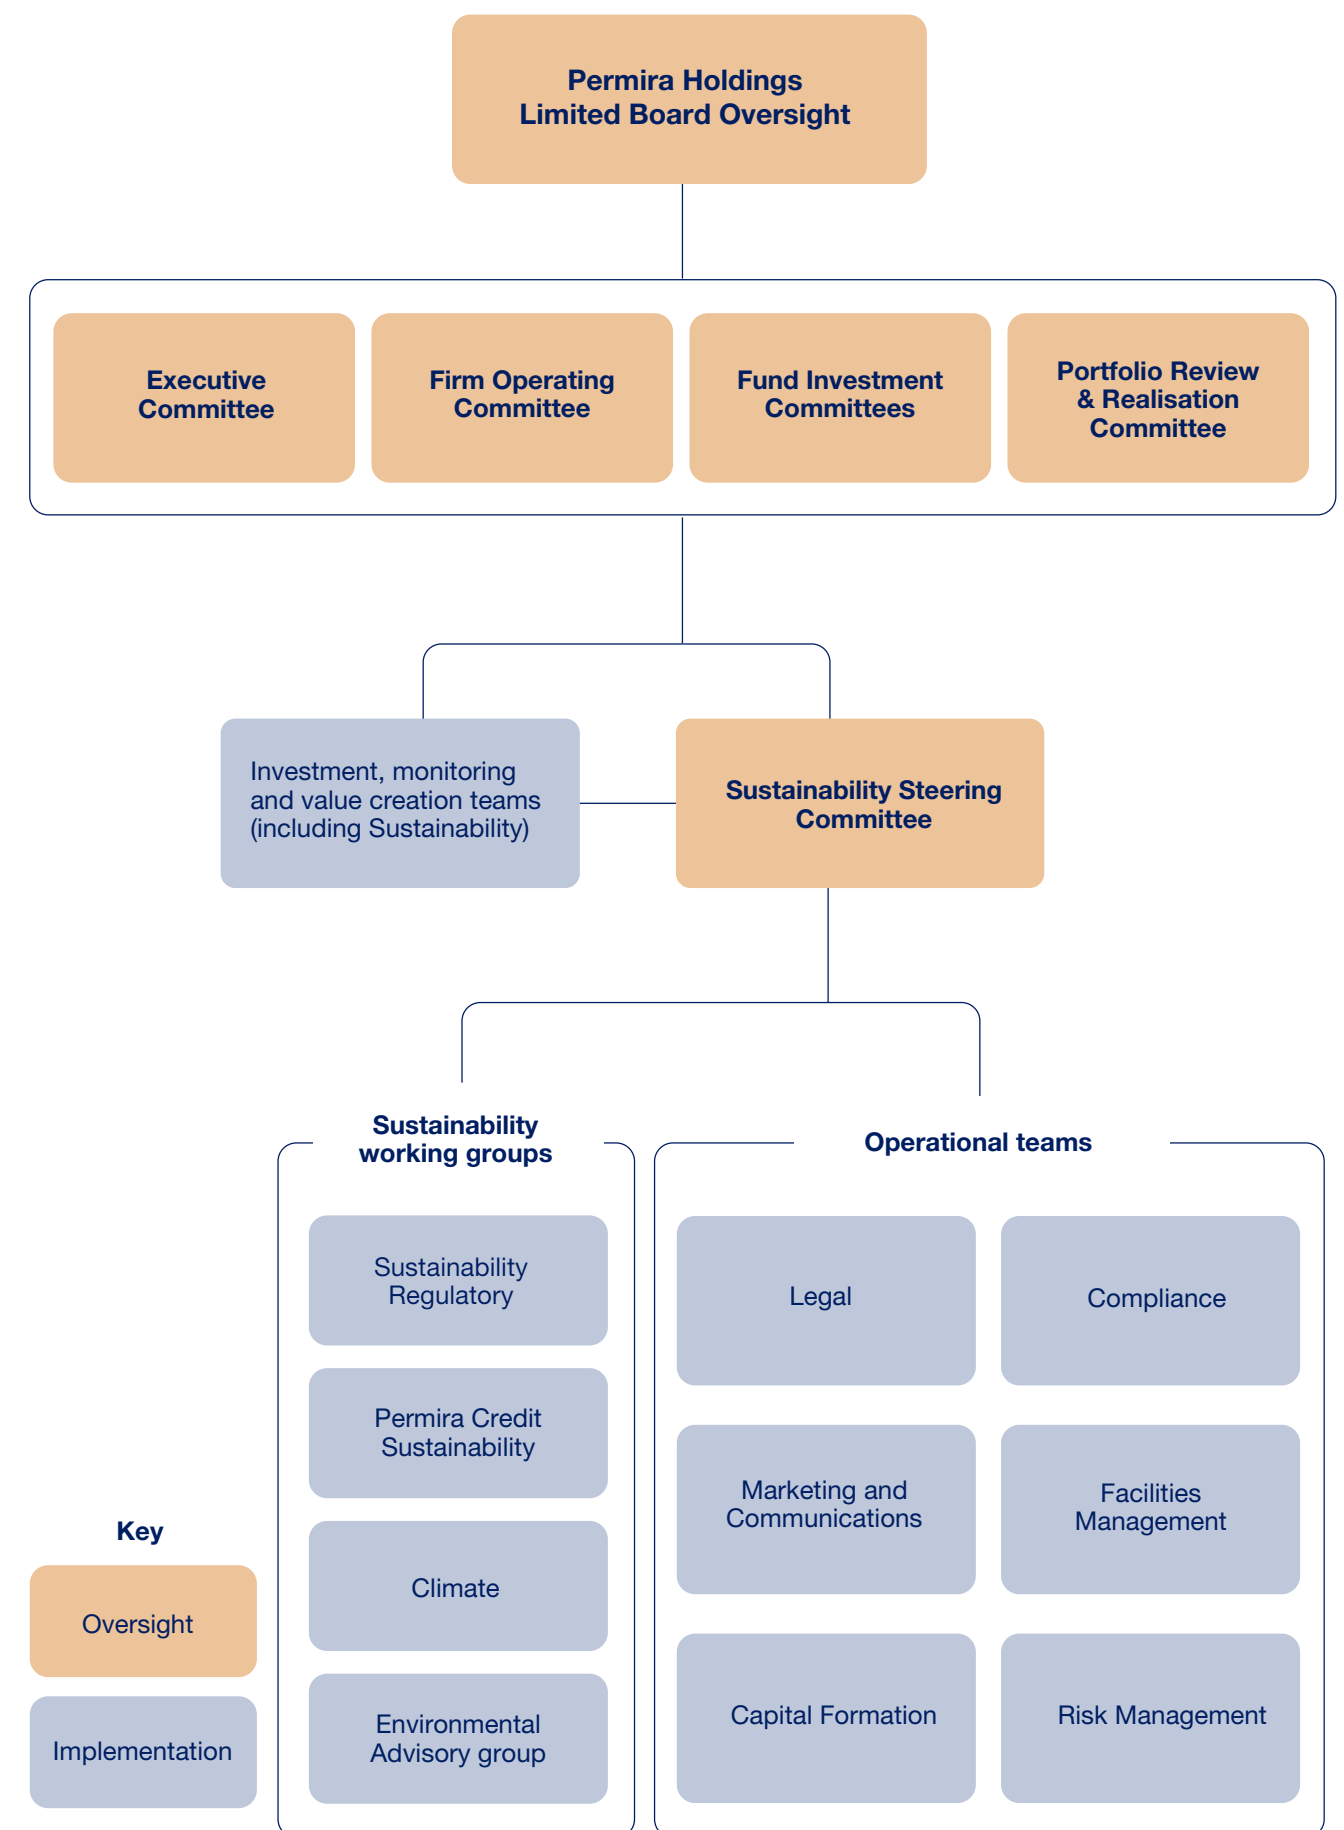 Permira Holdings
Limited Board Oversight
Executive
Committee
Firm Operating
Committee
Fund Investment
Committees
Portfolio Review
& Realisation
Committee
Investment, monitoring
and value creation teams
(including Sustainability)
Sustainability Steering
Committee
Sustainability
working groups
Sustainability
Regulatory
Permira Credit
Sustainability
Climate
Environmental
Advisory group
Operational teams
Legal
Compliance
Marketing and
Communications
Facilities
Management
Capital Formation
Risk Management
Key
Oversight
Implementation